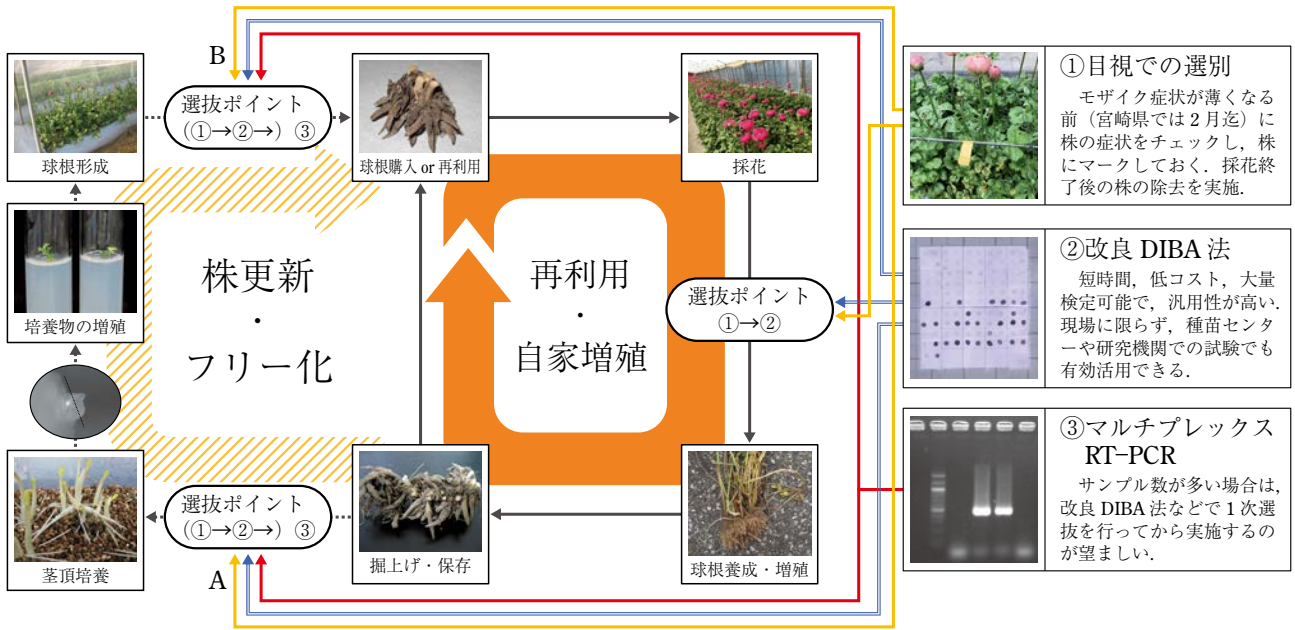 B
選抜ポイント
(①→②→) ③
球根形成
球根購入 or 再利用
採花
培養物の増殖
株更新
・
フリー化
再利用
・
自家増殖
選抜ポイント
①→②
茎頂培養
選抜ポイント
(①→②→) ③
A
掘上げ・保存
球根養成・増殖
①目視での選別
モザイク症状が薄くなる
前（宮崎県では 2 月迄）に
株の症状をチェックし，株
にマークしておく．採花終
了後の株の除去を実施．
②改良 DIBA 法
短時間，低コスト，大量
検定可能で，汎用性が高い．
現場に限らず，種苗センタ
ーや研究機関での試験でも
有効活用できる．
③マルチプレックス
RT−PCR
サンプル数が多い場合は，
改良 DIBA 法などで 1 次選
抜を行ってから実施するの
が望ましい．